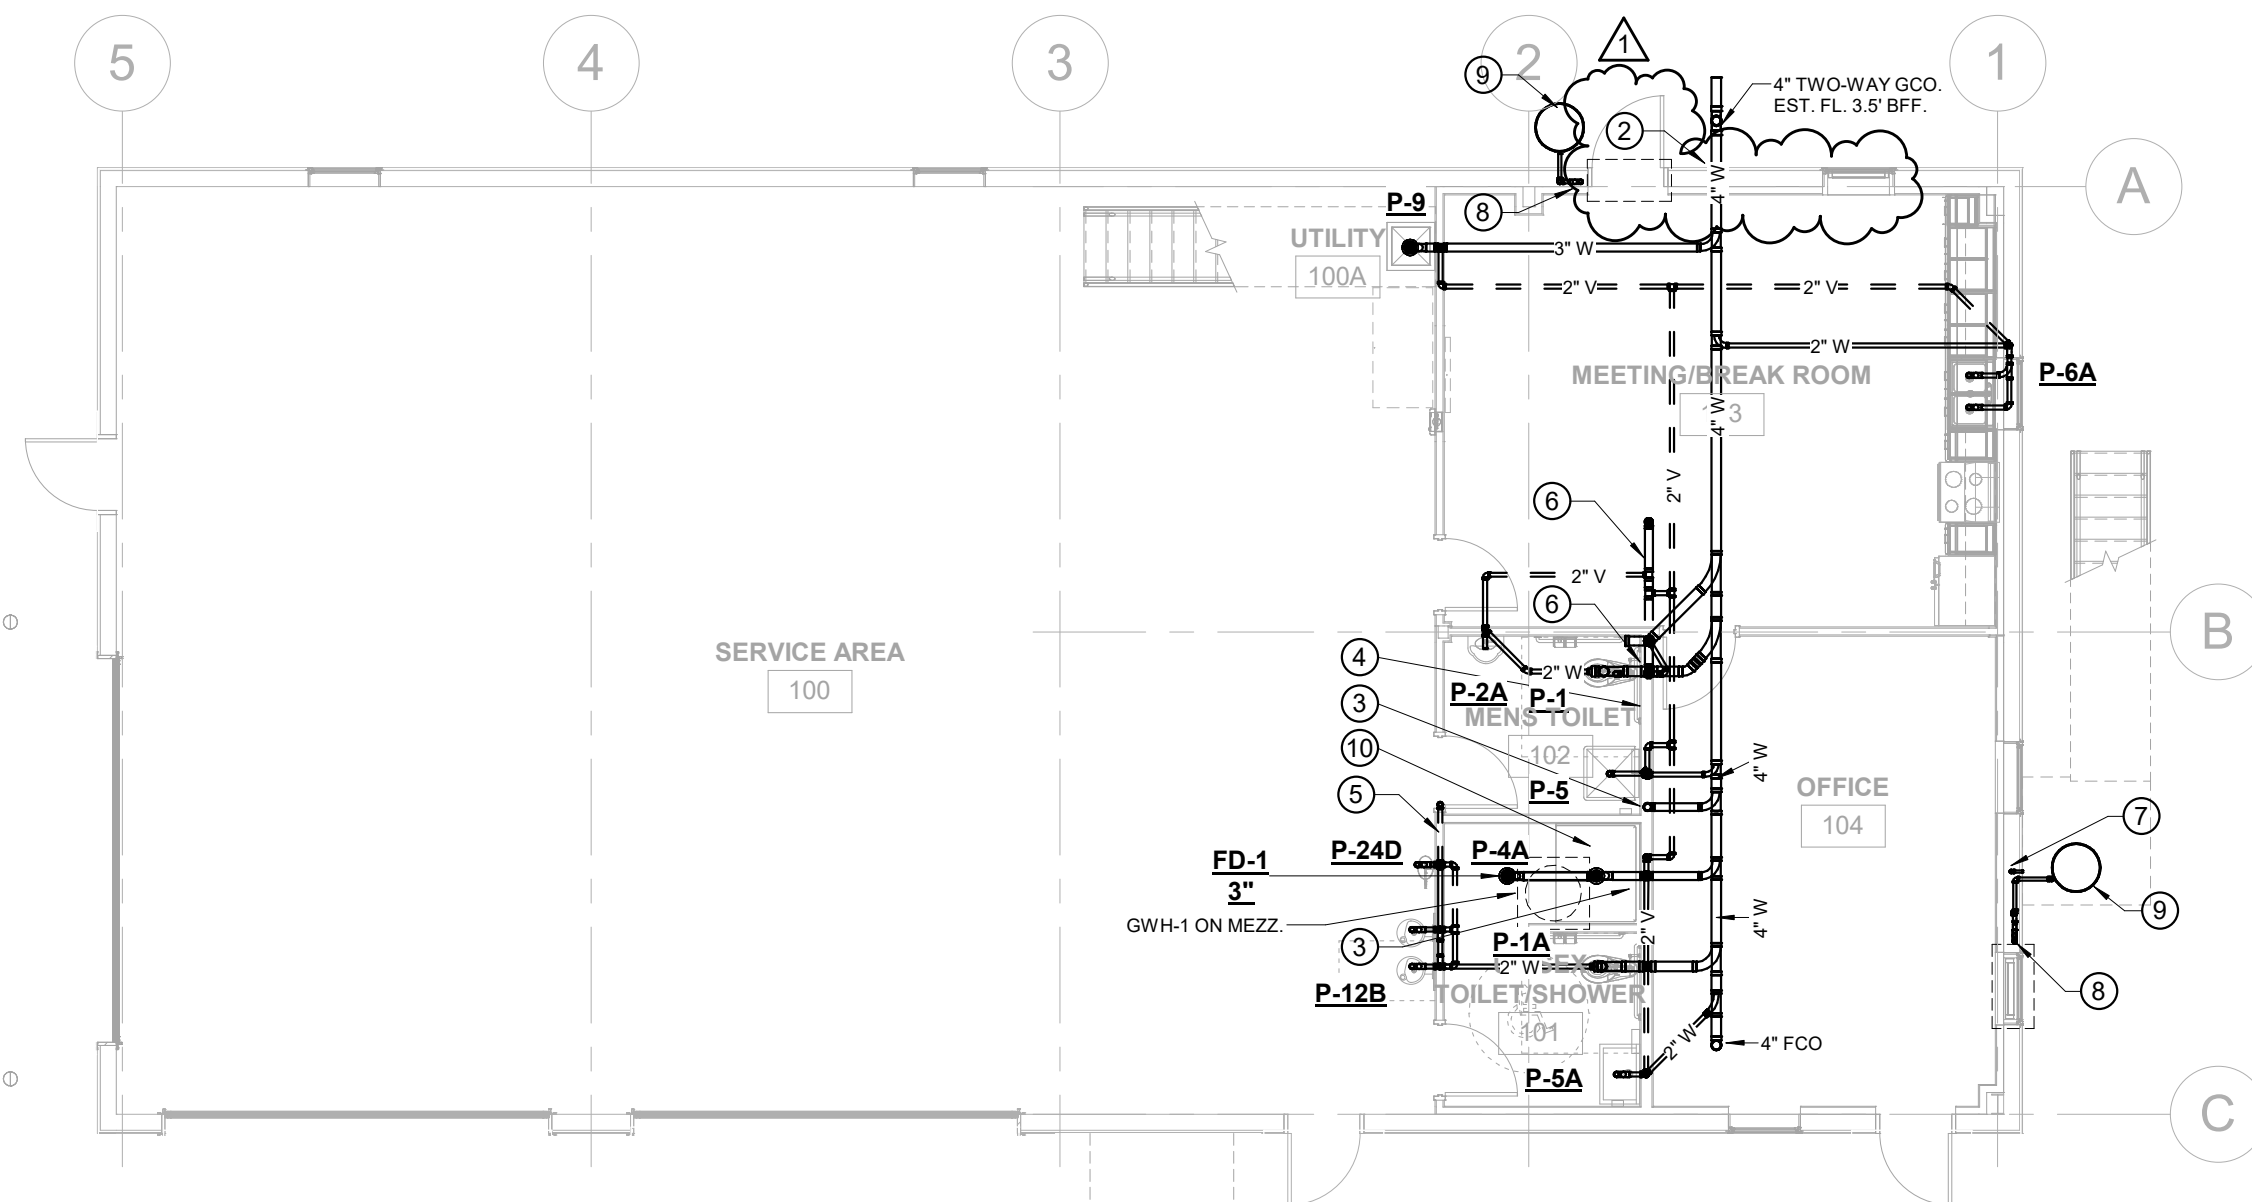 5
4
3
2
1
1
9
4" TWO-WAY GCO.
EST. FL. 3.5' BFF.
2
4" W
A
P-9
8
UTILITY
100A
3" W
2" V
2" V
2" W
MEETING/BREAK ROOM
P-6A
4" W
2" V
6
2" V
6
B
SERVICE AREA
100
4
2" W
P-2A
P-1
3
MENS TOILET
10
102
4" W
P-5
5
OFFICE
104
7
P-24D
P-4A
FD-1
3"
GWH-1 ON MEZZ.
2" V
4" W
9
3
P-1A
2" W
P-12B
TOILET/SHOWER
8
101
2" W
4" FCO
P-5A
C